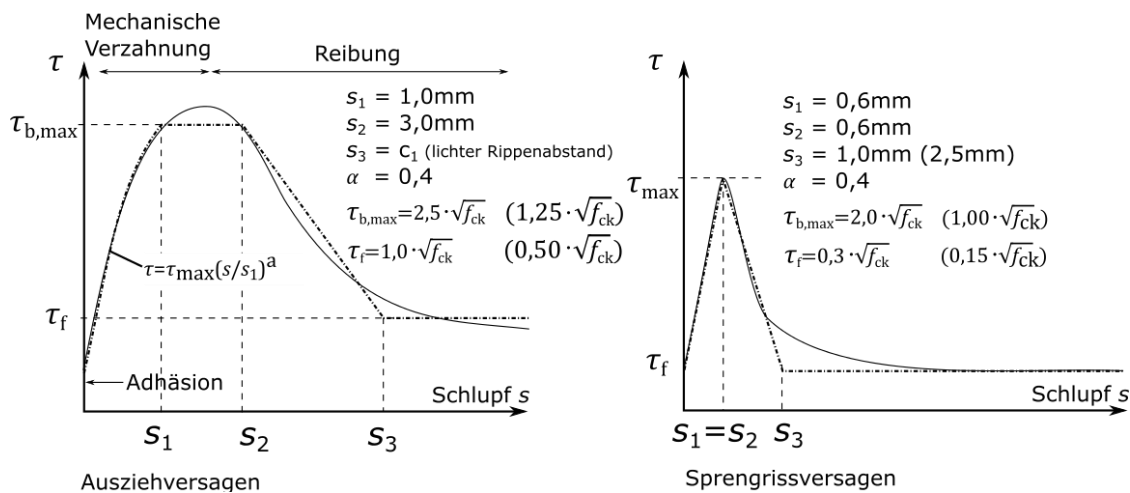 Mechanische
Verzahnung
Reibung
τ
τb,max
s1 = 1,0mm
s2 = 3,0mm
s3 = c1 (lichter Rippenabstand)
α = 0,4
τb,max=2,5·√fck (1,25·√fck)
τf=1,0·√fck (0,50·√fck)
τ=τmax(s/s1)a
τf
Adhäsion
Schlupf s
s1 s2 s3
Ausziehversagen
τ
s1 = 0,6mm
s2 = 0,6mm
s3 = 1,0mm (2,5mm)
α = 0,4
τmax
τb,max=2,0·√fck (1,00·√fck)
τf=0,3·√fck (0,15·√fck)
τf
Schlupf s
s1=s2 s3
Sprengrissversagen